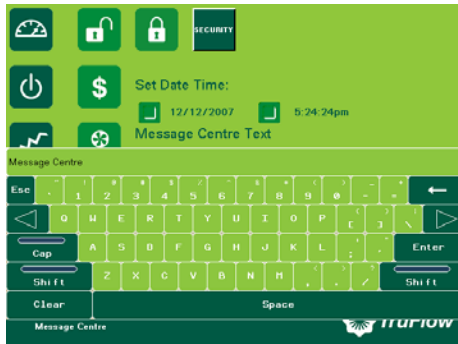 SECURITY
$
Set Date Time:
12/12/2007 5:24:24pm
Message Centre Text
Message Centre
Esc 1 2 3 4 5 6 7 8 9 0 - =
Q W E R T Y U I O P [ ] \
Cap A S D F G H J K L ; Enter
Shift Z X C V B N M , . / Shift
Clear Space
Message Centre TruFlow